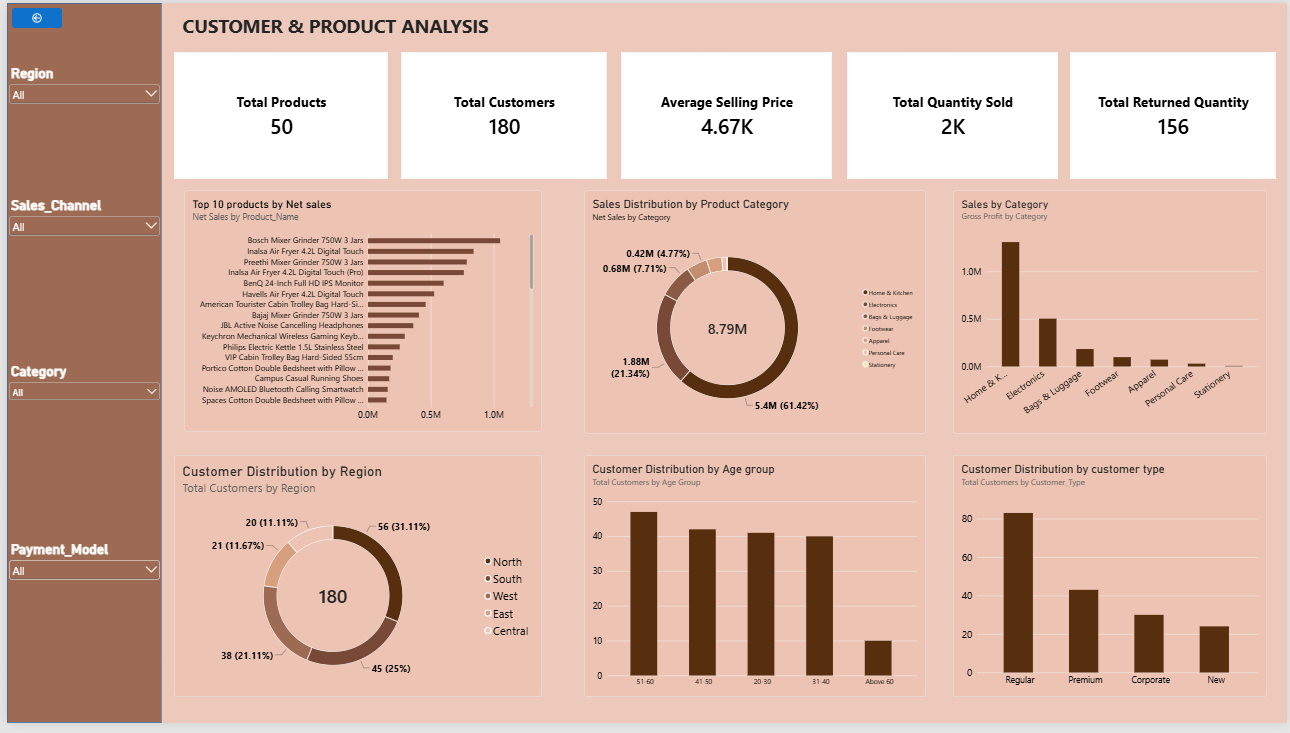 CUSTOMER & PRODUCT ANALYSIS
Region
All
Sales_Channel
All
Category
All
Payment_Model
All
Total Products
50
Total Customers
180
Average Selling Price
4.67K
Total Quantity Sold
2K
Total Returned Quantity
156
Top 10 products by Net sales
Net Sales by Product_Name
Bosch Mixer Grinder 750W 3 Jars
Inalsa Air Fryer 4.2L Digital Touch
Preethi Mixer Grinder 750W 3 Jars
Inalsa Air Fryer 4.2L Digital Touch (Pro)
BenQ 24-Inch Full HD IPS Monitor
Havells Air Fryer 4.2L Digital Touch
American Tourister Cabin Trolley Bag Hard-Si...
Bajaj Mixer Grinder 750W 3 Jars
JBL Active Noise Cancelling Headphones
Keychron Mechanical Wireless Gaming Keyb...
Philips Electric Kettle 1.5L Stainless Steel
VIP Cabin Trolley Bag Hard-Sided 55cm
Portico Cotton Double Bedsheet with Pillow ...
Campus Casual Running Shoes
Noise AMOLED Bluetooth Calling Smartwatch
Spaces Cotton Double Bedsheet with Pillow ...
0.0M 0.5M 1.0M
Sales Distribution by Product Category
Net Sales by Category
0.42M (4.77%)
0.68M (7.71%)
1.88M
(21.34%)
5.4M (61.42%)
8.79M
Home & Kitchen
Electronics
Bags & Luggage
Footwear
Apparel
Personal Care
Stationery
Sales by Category
Gross Profit by Category
1.0M
0.5M
0.0M
Home & K...
Electronics
Bags & Luggage
Footwear
Apparel
Personal Care
Stationery
Customer Distribution by Region
Total Customers by Region
20 (11.11%)
56 (31.11%)
21 (11.67%)
38 (21.11%)
45 (25%)
180
North
South
West
East
Central
Customer Distribution by Age group
Total Customers by Age Group
50
40
30
20
10
0
51-60 41-50 20-30 31-40 Above 60
Customer Distribution by customer type
Total Customers by Customer_Type
80
60
40
20
0
Regular Premium Corporate New